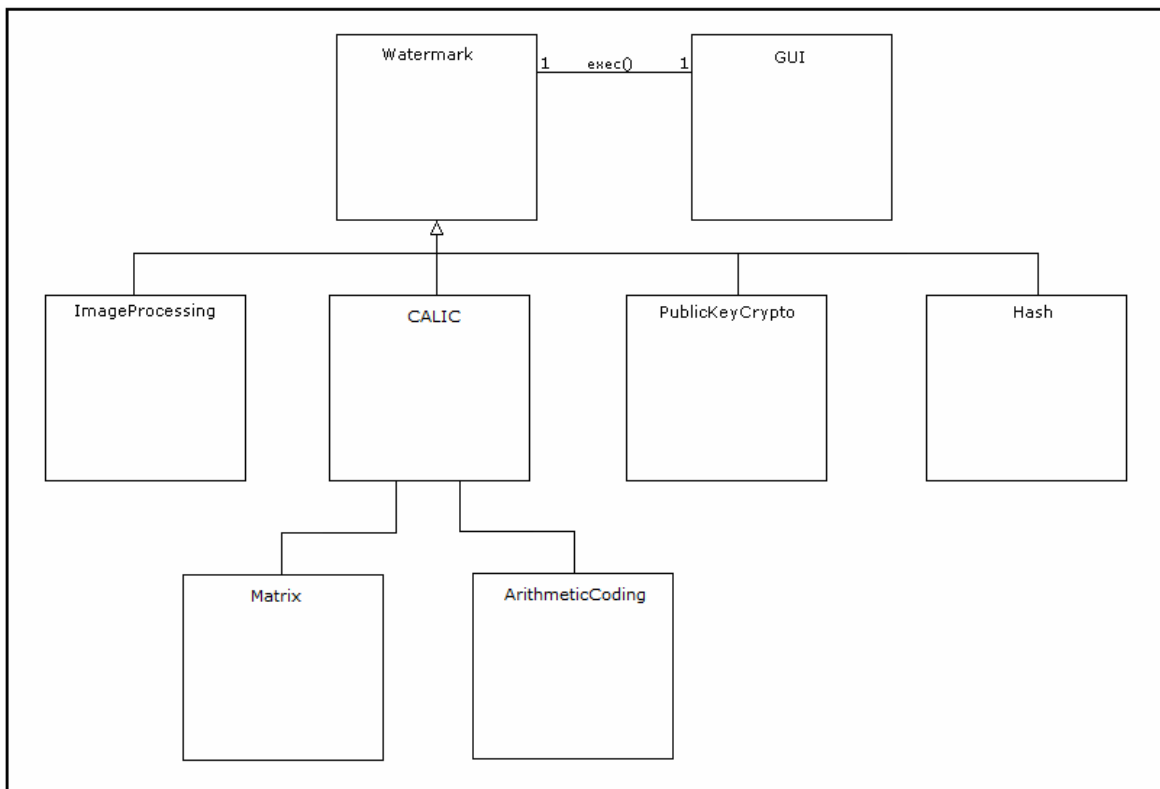 Watermark
1 exec() 1
GUI
ImageProcessing
CALIC
PublicKeyCrypto
Hash
Matrix
ArithmeticCoding